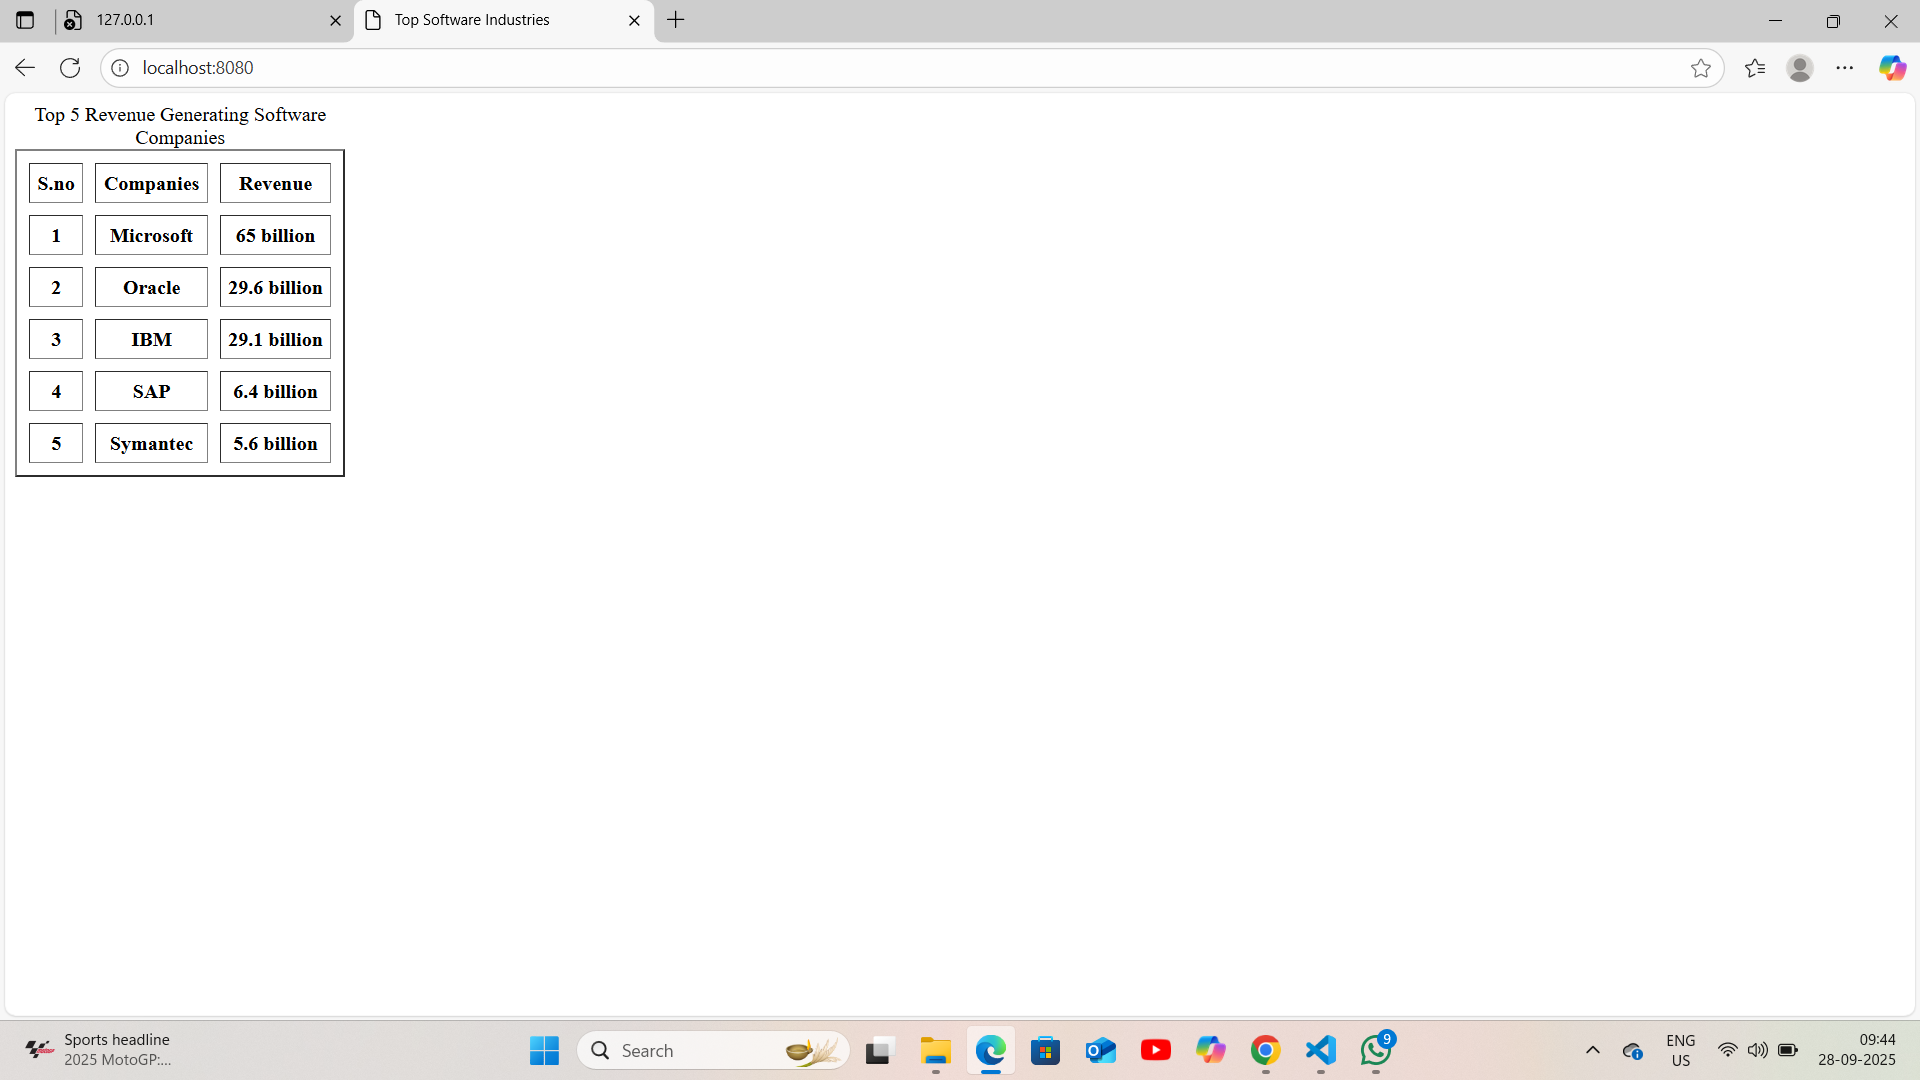 127.0.0.1
Top Software Industries
localhost:8080
Top 5 Revenue Generating Software
Companies
S.no Companies Revenue
1 Microsoft 65 billion
2 Oracle 29.6 billion
3 IBM 29.1 billion
4 SAP 6.4 billion
5 Symantec 5.6 billion
Sports headline
2025 MotoGP:...
Search
9
ENG
US
09:44
28-09-2025